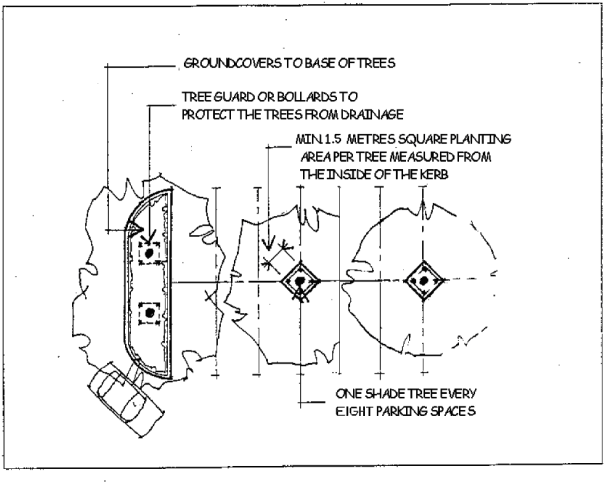 GROUNDCOVERS TO BASE OF TREES
TREE GUARD OR BOLLARDS TO
PROTECT THE TREES FROM DRAINAGE
MIN. 1.5 METRES SQUARE PLANTING
AREA PER TREE MEASURED FROM
THE INSIDE OF THE KERB
ONE SHADE TREE EVERY
EIGHT PARKING SPACES